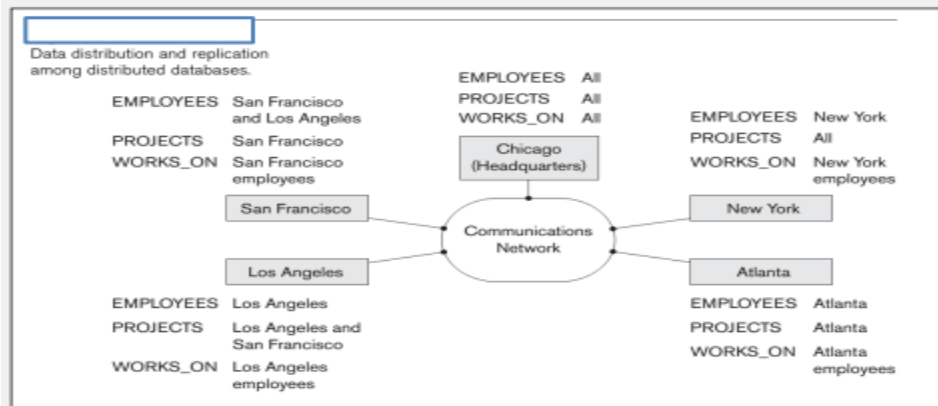 Data distribution and replication
among distributed databases.
EMPLOYEES All
PROJECTS All
WORKS_ON All
Chicago
(Headquarters)
EMPLOYEES San Francisco
and Los Angeles
PROJECTS San Francisco
WORKS_ON San Francisco
employees
San Francisco
EMPLOYEES New York
PROJECTS All
WORKS_ON New York
employees
New York
Communications
Network
Los Angeles
EMPLOYEES Los Angeles
PROJECTS Los Angeles and
San Francisco
WORKS_ON Los Angeles
employees
Atlanta
EMPLOYEES Atlanta
PROJECTS Atlanta
WORKS_ON Atlanta
employees